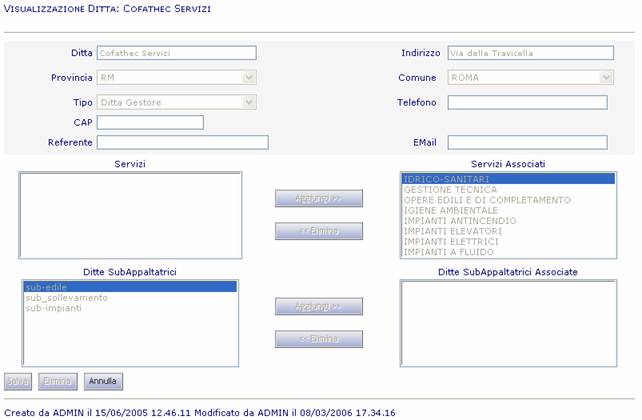 Visualizzazione Ditta: Cofathec Servizi
Ditta Cofathec Servizi Indirizzo Via della Travicella
Provincia RM Comune ROMA
Tipo Ditta Gestore Telefono
CAP
Referente EMail
Servizi Servizi Associati
IDRICO-SANITARI
GESTIONE TECNICA
OPERE EDILI E DI COMPLETAMENTO
IGIENE AMBIENTALE
Aggiungi >>
IMPIANTI ANTINCENDIO
IMPIANTI ELEVATORI
<< Elimina
IMPIANTI ELETTRICI
IMPIANTI A FLUIDO
Ditte SubAppaltatrici Ditte SubAppaltatrici Associate
sub-edile
sub_sollevamento
sub-impianti
Aggiungi >>
<< Elimina
Salva Elimina Annulla
Creato da ADMIN il 15/06/2005 12.46.11 Modificato da ADMIN il 08/03/2006 17.34.16